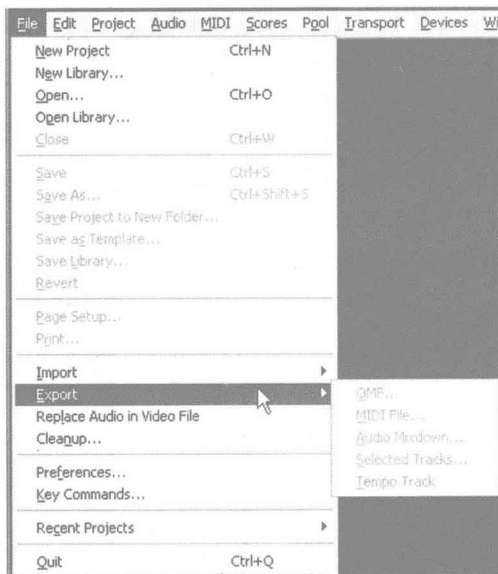 File Edit Project Audio MIDI Scores Pool Transport Devices Wi
New Project Ctrl+N
New Library...
Open... Ctrl+O
Open Library...
Close Ctrl+W
Save Ctrl+S
Save As... Ctrl+Shift+S
Save Project to New Folder...
Save as Template...
Save Library...
Revert
Page Setup...
Print...
Import
Export
OMF...
MIDI File...
Audio Mixdown...
Selected Tracks...
Tempo Track
Replace Audio in Video File
Cleanup...
Preferences...
Key Commands...
Recent Projects
Quit Ctrl+Q